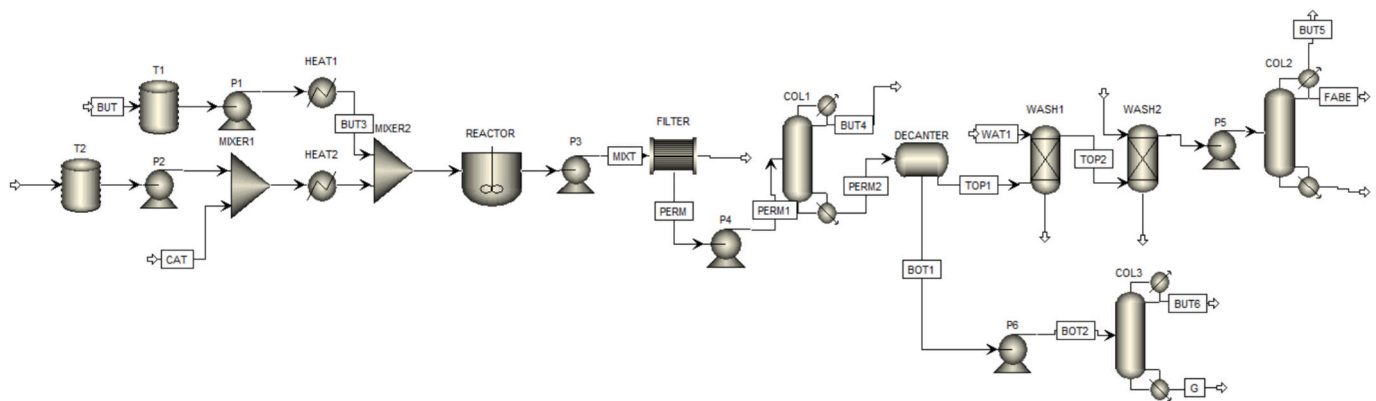 BUT
T1
P1
HEAT1
BUT3
MIXER2
T2
P2
MIXER1
HEAT2
CAT
REACTOR
P3
MIXT
FILTER
PERM
P4
PERM1
COL1
BUT4
PERM2
DECANTER
TOP1
BOT1
WAT1
WASH1
TOP2
WASH2
P5
COL2
BUT5
FABE
P6
BOT2
COL3
BUT6
G